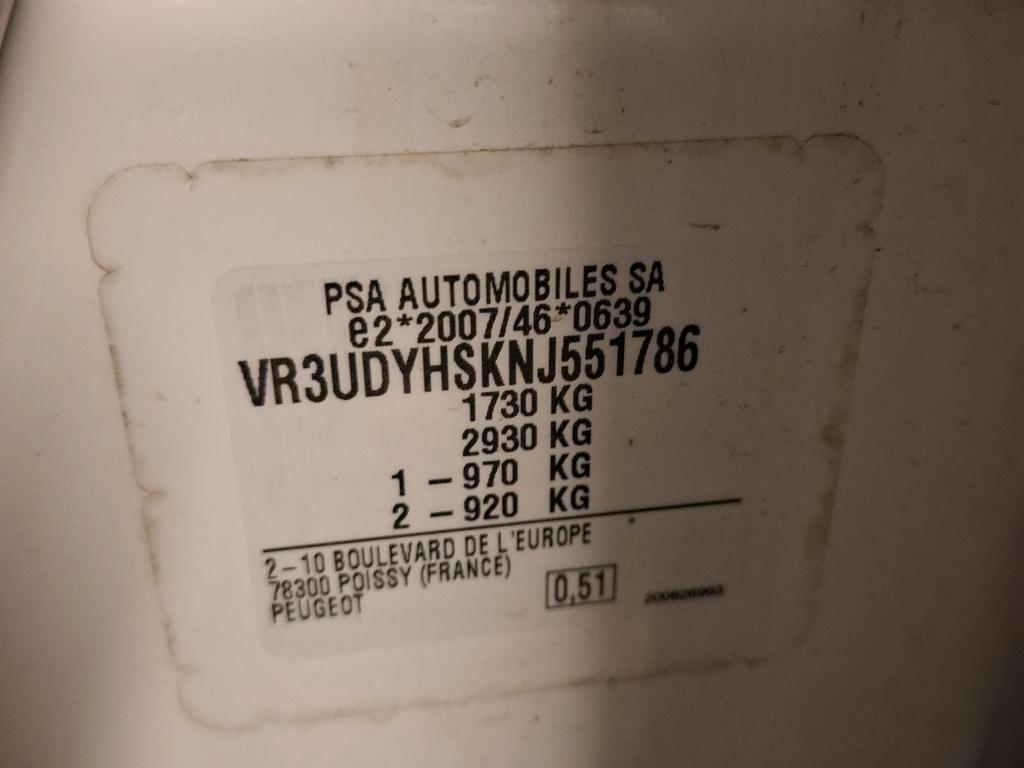 PSA AUTOMOBILES SA
e2*2007/46*0639
VR3UDYHSKNJ551786
1730 KG
2930 KG
1 – 970 KG
2 – 920 KG
2–10 BOULEVARD DE L'EUROPE
78300 POISSY (FRANCE)
PEUGEOT
0,51